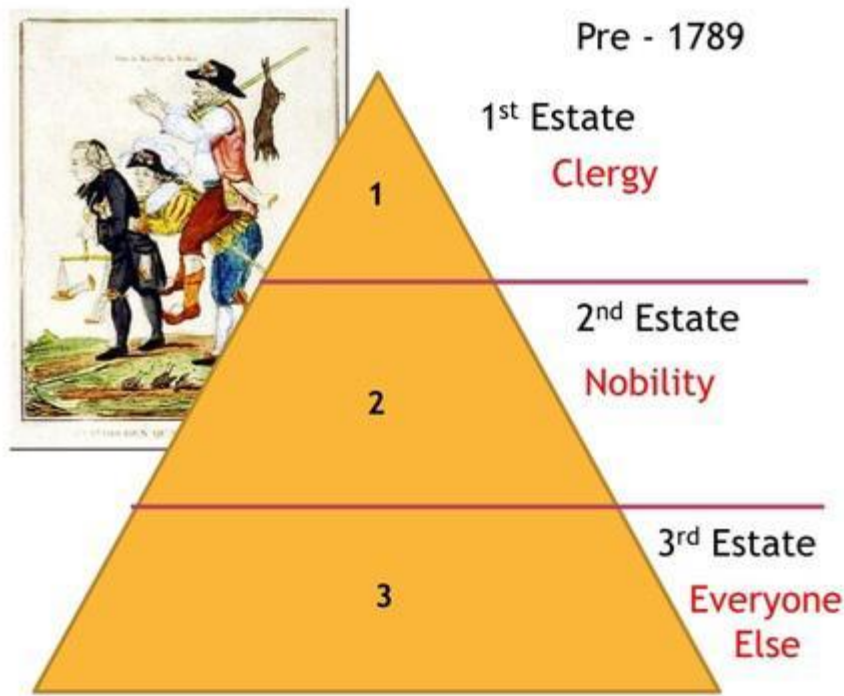 Pre - 1789
1st Estate
Clergy
1
2nd Estate
Nobility
2
3rd Estate
Everyone
Else
3